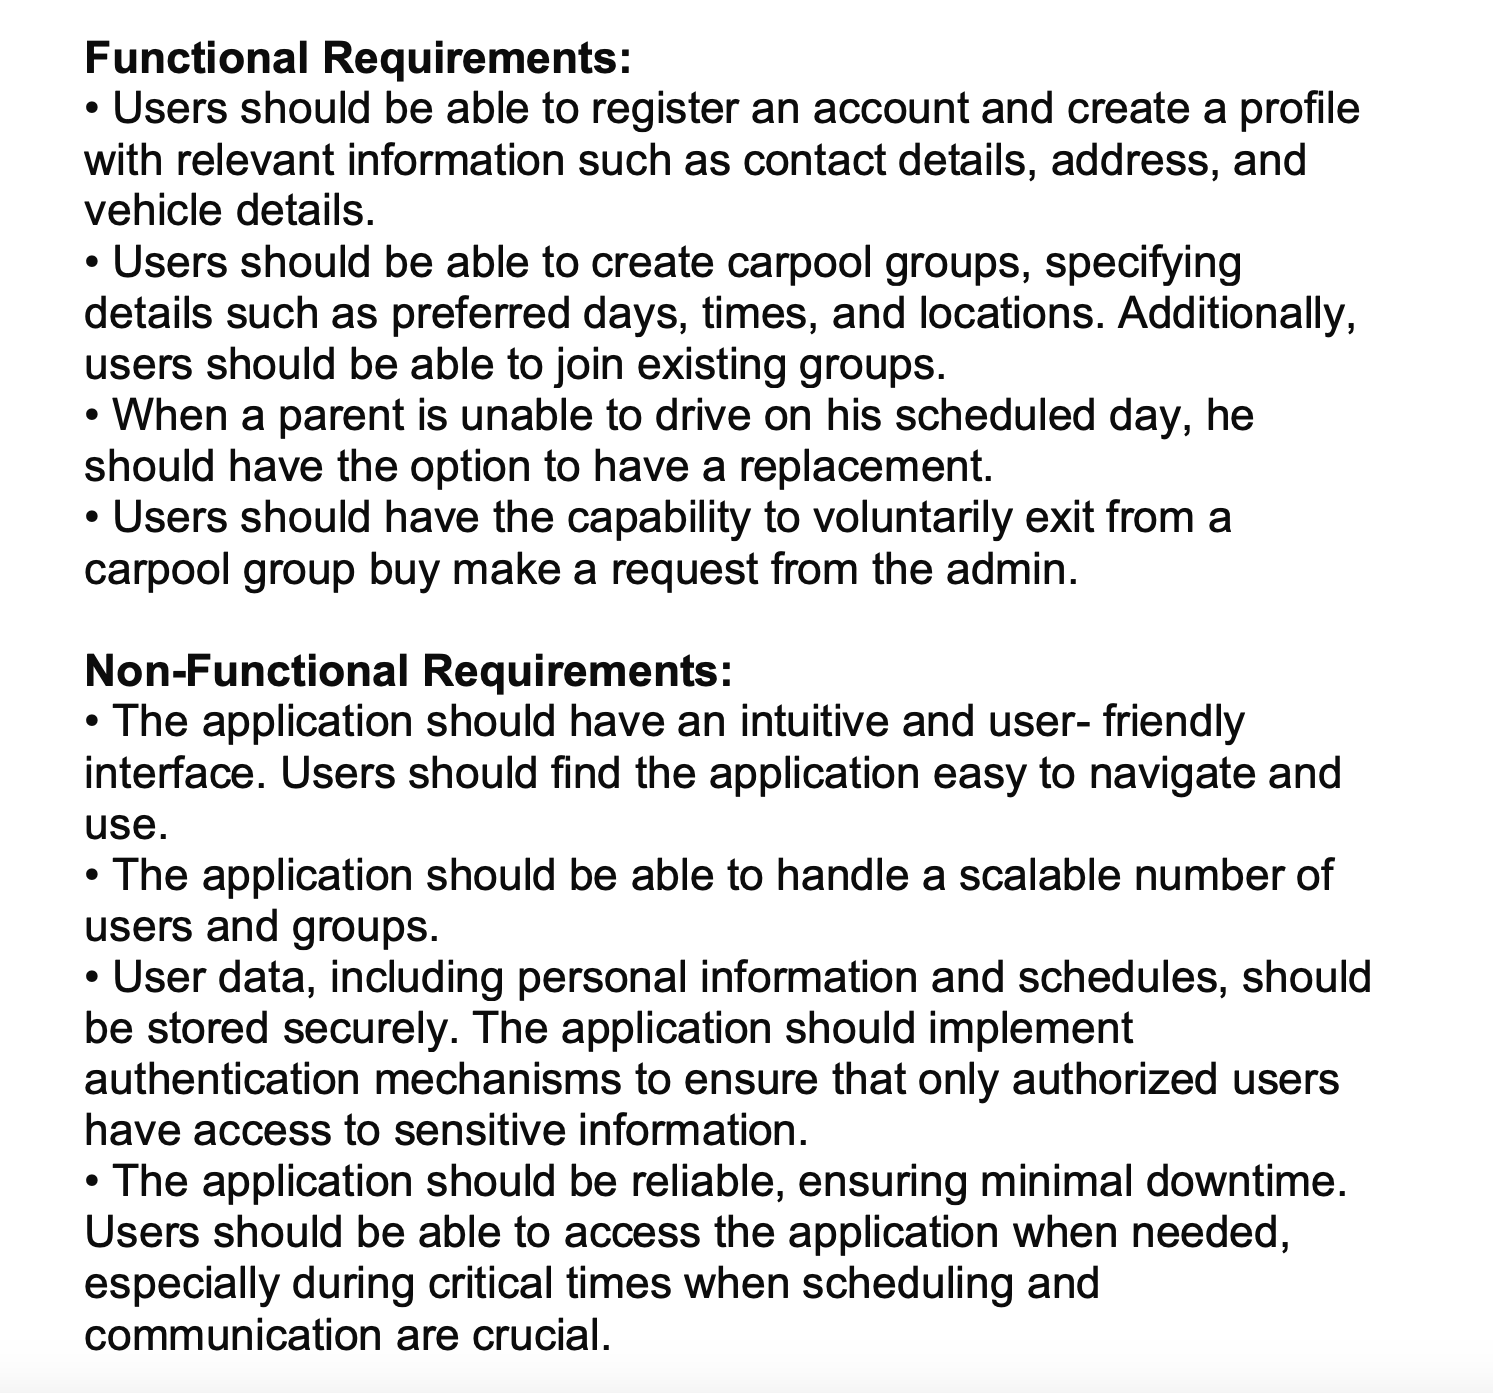 Functional Requirements:
• Users should be able to register an account and create a profile
with relevant information such as contact details, address, and
vehicle details.
• Users should be able to create carpool groups, specifying
details such as preferred days, times, and locations. Additionally,
users should be able to join existing groups.
• When a parent is unable to drive on his scheduled day, he
should have the option to have a replacement.
• Users should have the capability to voluntarily exit from a
carpool group buy make a request from the admin.
Non-Functional Requirements:
• The application should have an intuitive and user- friendly
interface. Users should find the application easy to navigate and
use.
• The application should be able to handle a scalable number of
users and groups.
• User data, including personal information and schedules, should
be stored securely. The application should implement
authentication mechanisms to ensure that only authorized users
have access to sensitive information.
• The application should be reliable, ensuring minimal downtime.
Users should be able to access the application when needed,
especially during critical times when scheduling and
communication are crucial.